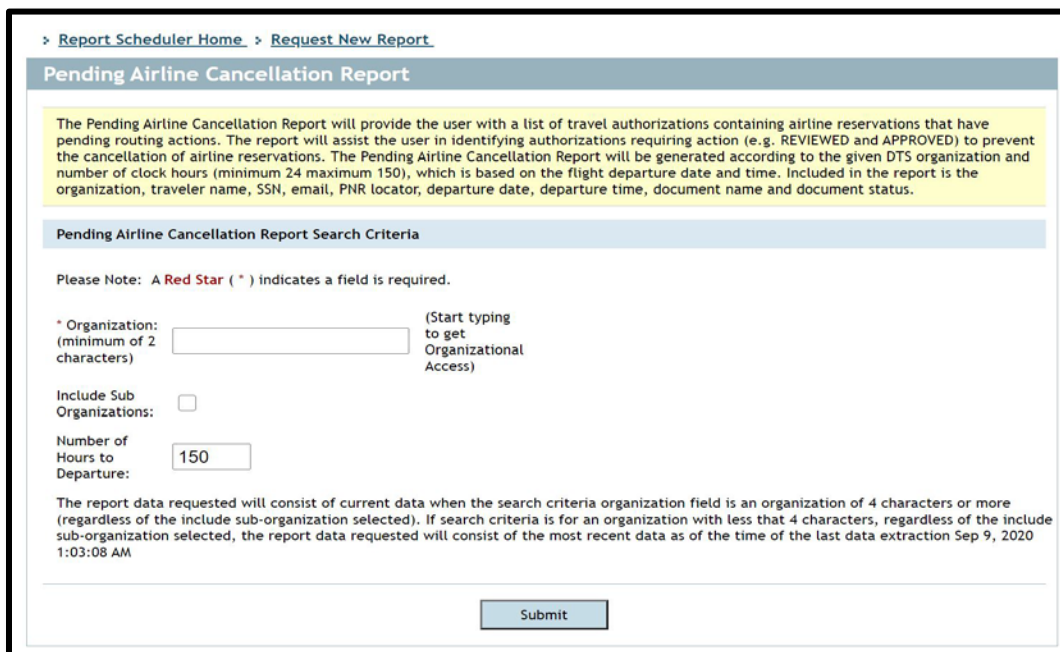 Report Scheduler Home > Request New Report
Pending Airline Cancellation Report
The Pending Airline Cancellation Report will provide the user with a list of travel authorizations containing airline reservations that have
pending routing actions. The report will assist the user in identifying authorizations requiring action (e.g. REVIEWED and APPROVED) to prevent
the cancellation of airline reservations. The Pending Airline Cancellation Report will be generated according to the given DTS organization and
number of clock hours (minimum 24 maximum 150), which is based on the flight departure date and time. Included in the report is the
organization, traveler name, SSN, email, PNR locator, departure date, departure time, document name and document status.
Pending Airline Cancellation Report Search Criteria
Please Note: A Red Star ( * ) indicates a field is required.
* Organization:
(minimum of 2
characters)
(Start typing
to get
Organizational
Access)
Include Sub
Organizations:
Number of
Hours to
Departure:
150
The report data requested will consist of current data when the search criteria organization field is an organization of 4 characters or more
(regardless of the include sub-organization selected). If search criteria is for an organization with less that 4 characters, regardless of the include
sub-organization selected, the report data requested will consist of the most recent data as of the time of the last data extraction Sep 9, 2020
1:03:08 AM
Submit